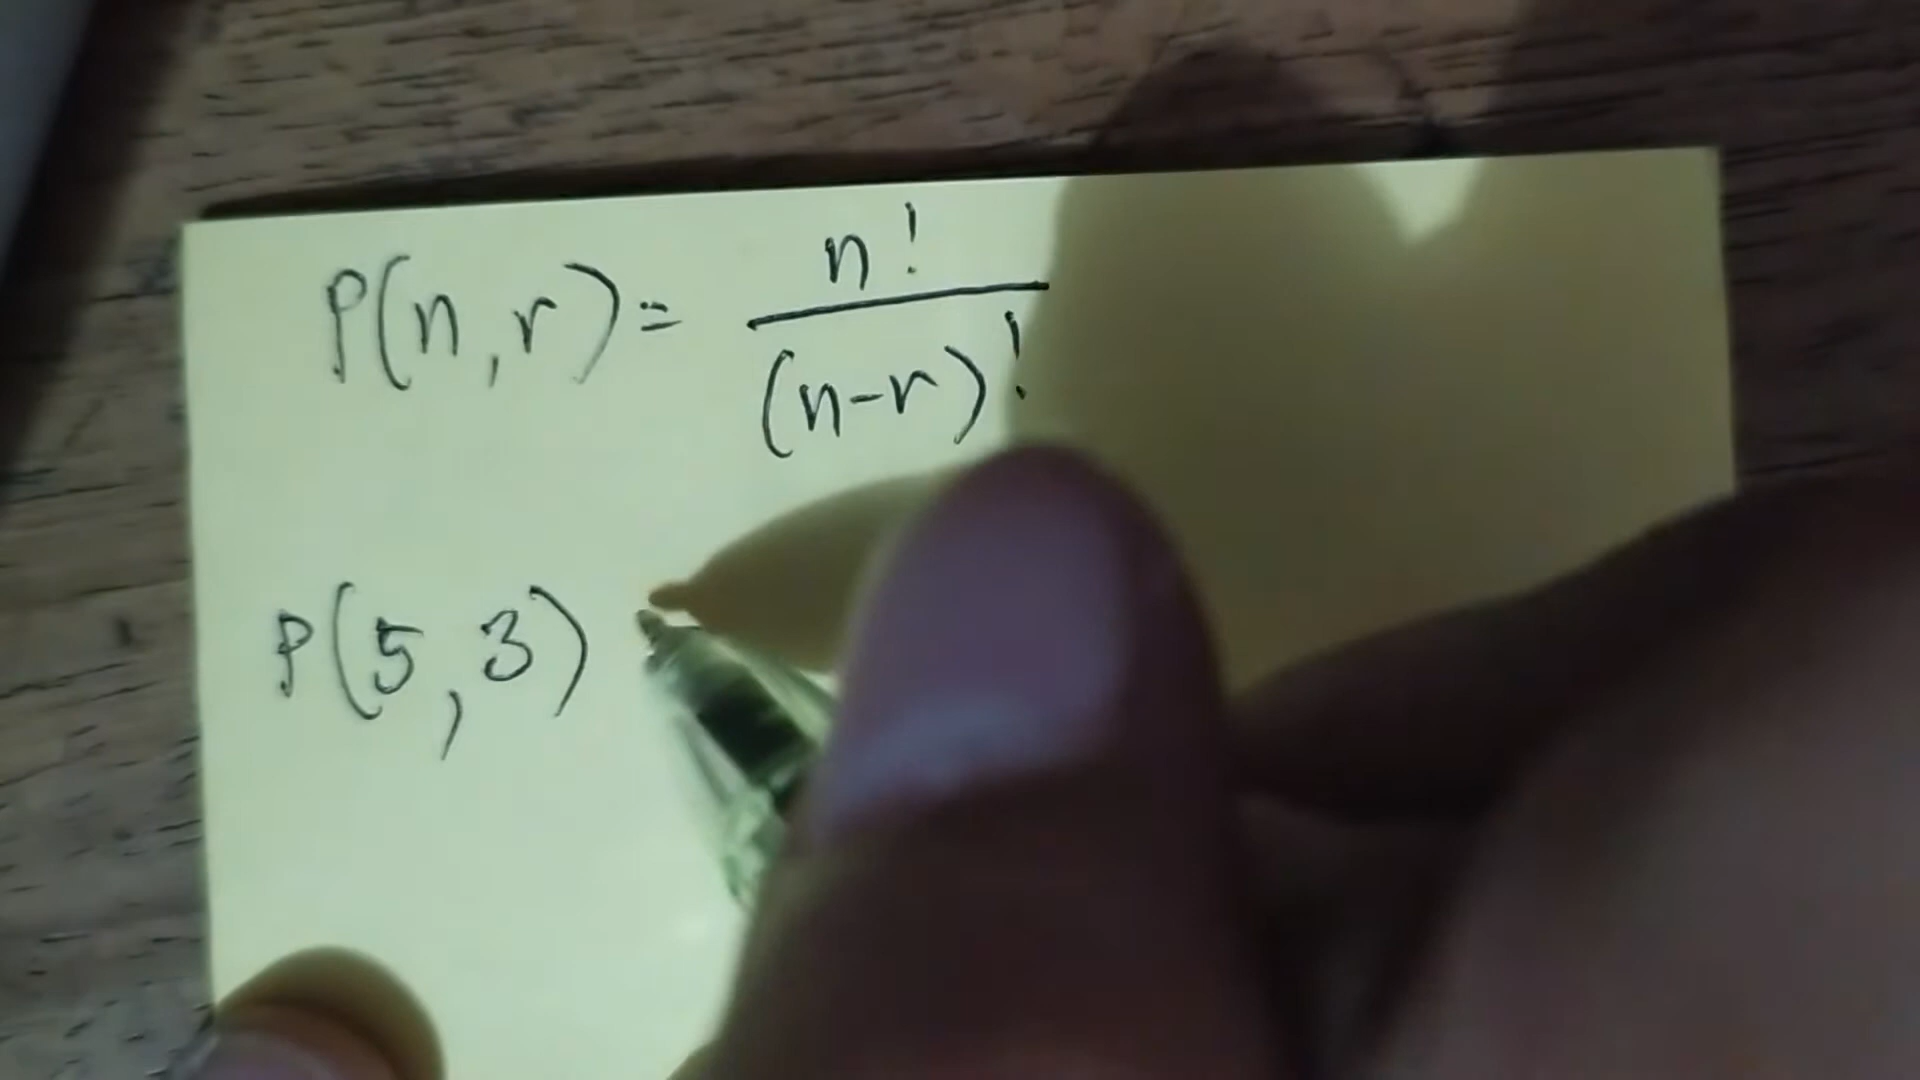 P(n,r) = n! / (n-r)!
P(5,3)